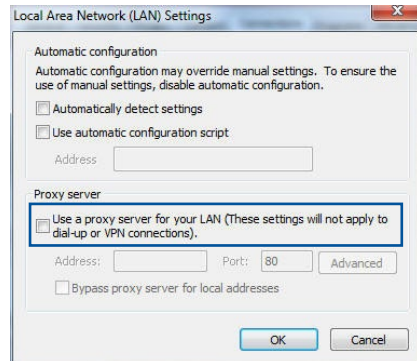 Local Area Network (LAN) Settings
Automatic configuration
Automatic configuration may override manual settings. To ensure the
use of manual settings, disable automatic configuration.
Automatically detect settings
Use automatic configuration script
Address
Proxy server
Use a proxy server for your LAN (These settings will not apply to
dial-up or VPN connections).
Address:
Port:
80
Advanced
Bypass proxy server for local addresses
OK
Cancel